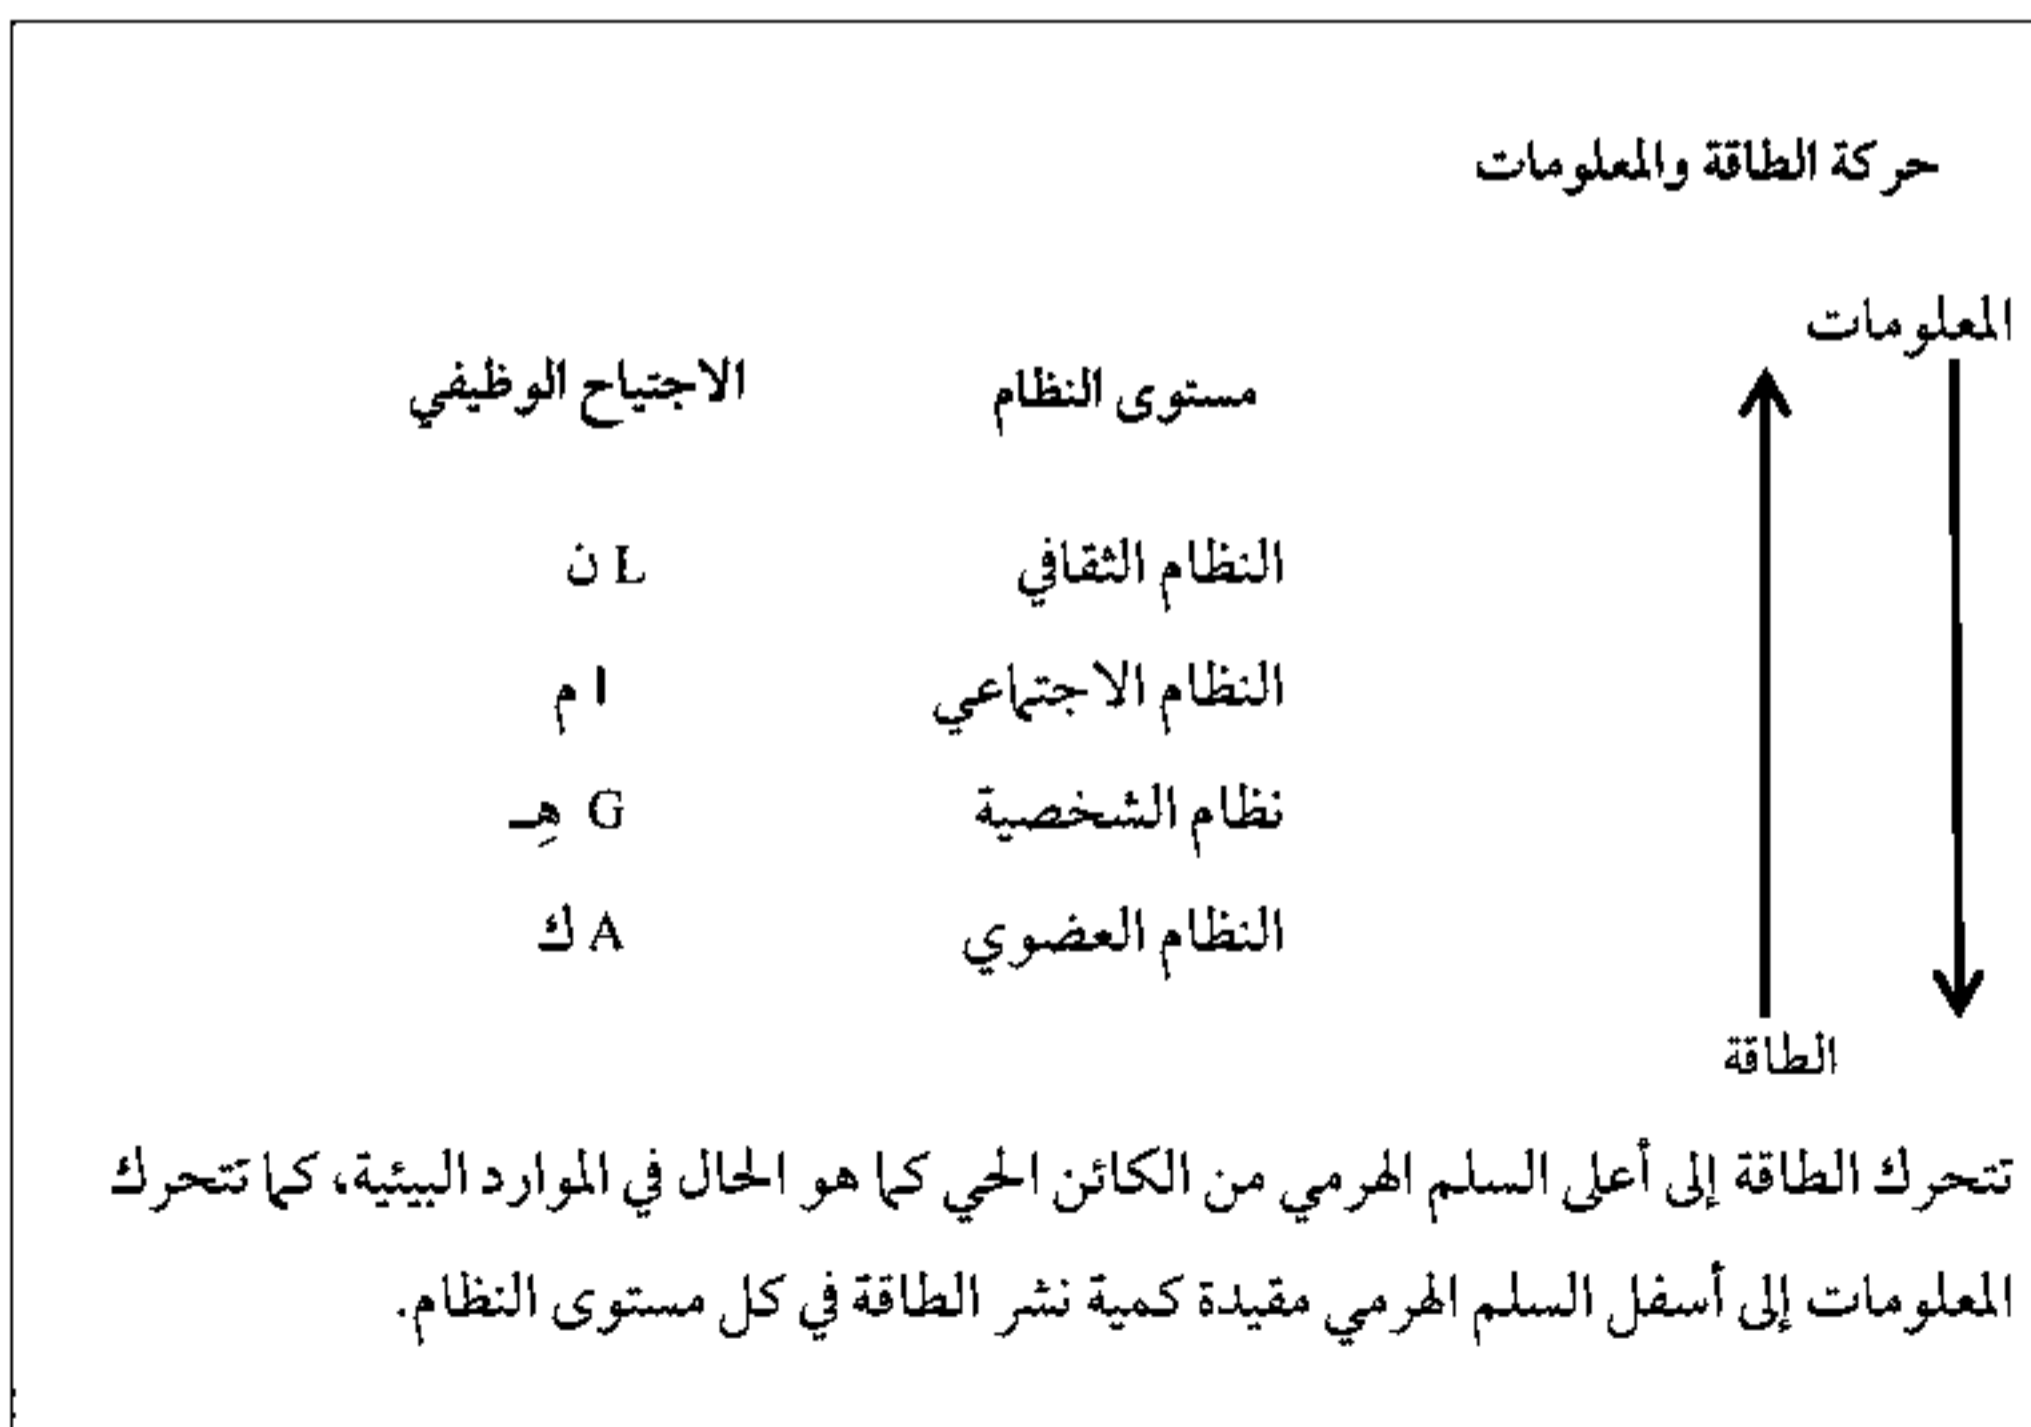 حركة الطاقة والمعلومات
المعلومات
مستوى النظام الاجتياح الوظيفي
النظام الثقافي L ن
النظام الاجتماعي I م
نظام الشخصية G هـِ
النظام العضوي A ك
الطاقة
تتحرك الطاقة إلى أعلى السلم الهرمي من الكائن الحي كما هو الحال في الموارد البيئية، كما تتحرك
المعلومات إلى أسفل السلم الهرمي مقيدة كمية نشر الطاقة في كل مستوى النظام.